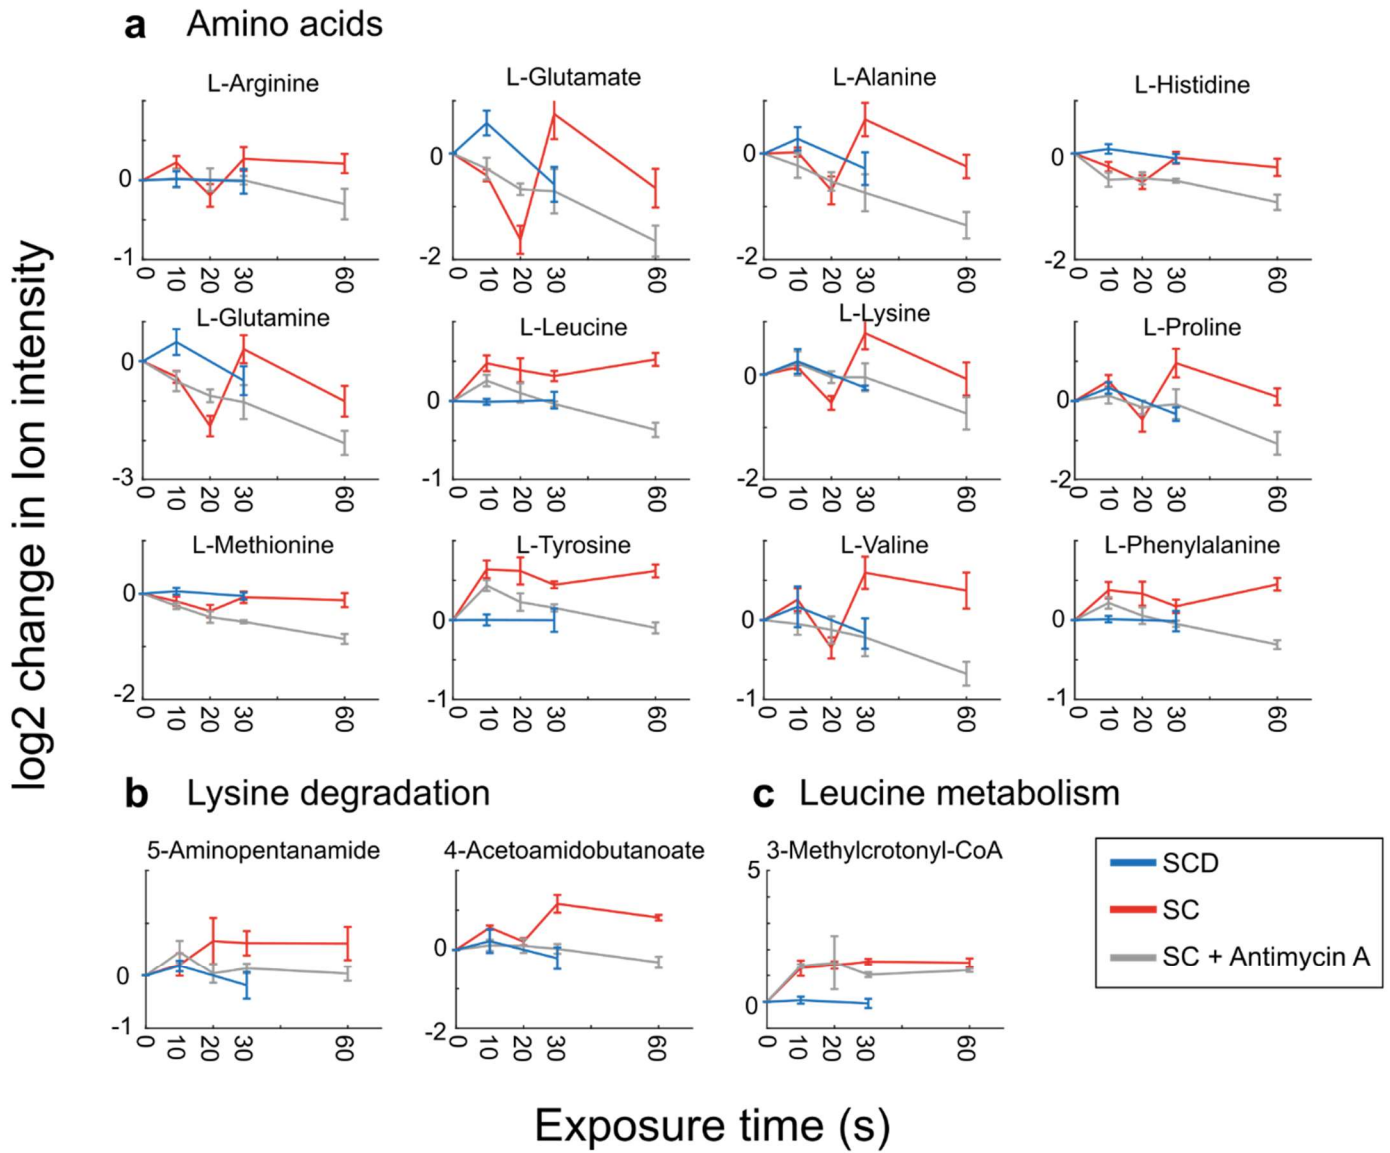 a Amino acids
L-Arginine
L-Glutamate
L-Alanine
L-Histidine
0
-1
0 10 20 30 60
0
-2
0 10 20 30 60
0
-2
0 10 20 30 60
0
-2
0 10 20 30 60
L-Glutamine
L-Leucine
L-Lysine
L-Proline
0
-3
0 10 20 30 60
0
-1
0 10 20 30 60
0
-2
0 10 20 30 60
0
-2
0 10 20 30 60
L-Methionine
L-Tyrosine
L-Valine
L-Phenylalanine
0
-2
0 10 20 30 60
0
-1
0 10 20 30 60
0
-1
0 10 20 30 60
0
-1
0 10 20 30 60
log2 change in Ion intensity
b Lysine degradation
5-Aminopentanamide
4-Acetoamidobutanoate
0
-1
0 10 20 30 60
0
-2
0 10 20 30 60
c Leucine metabolism
3-Methylcrotonyl-CoA
5
0
0 10 20 30 60
SCD
SC
SC + Antimycin A
Exposure time (s)